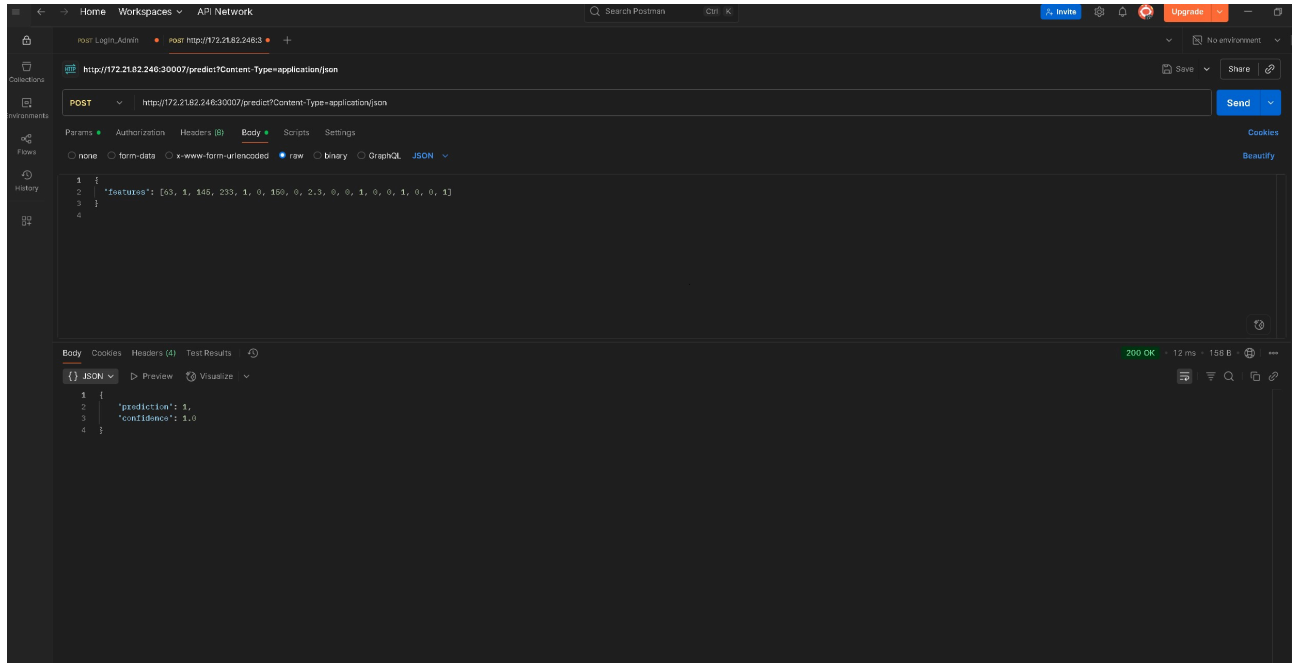 Home Workspaces API Network Search Postman Ctrl K Invite Upgrade
POST Login_Admin POST http://172.21.82.246:3 No environment
Collections http://172.21.82.246:30007/predict?Content-Type=application/json Save Share
Environments POST http://172.21.82.246:30007/predict?Content-Type=application/json Send
Flows Params Authorization Headers (8) Body Scripts Settings Cookies
History none form-data x-www-form-urlencoded raw binary GraphQL JSON Beautify
1 {
2 "features": [63, 1, 145, 233, 1, 0, 150, 0, 2.3, 0, 0, 1, 0, 0, 1, 0, 0, 1]
3 }
4
Body Cookies Headers (4) Test Results 200 OK 12 ms 158 B
{} JSON Preview Visualize
1 {
2 "prediction": 1,
3 "confidence": 1.0
4 }